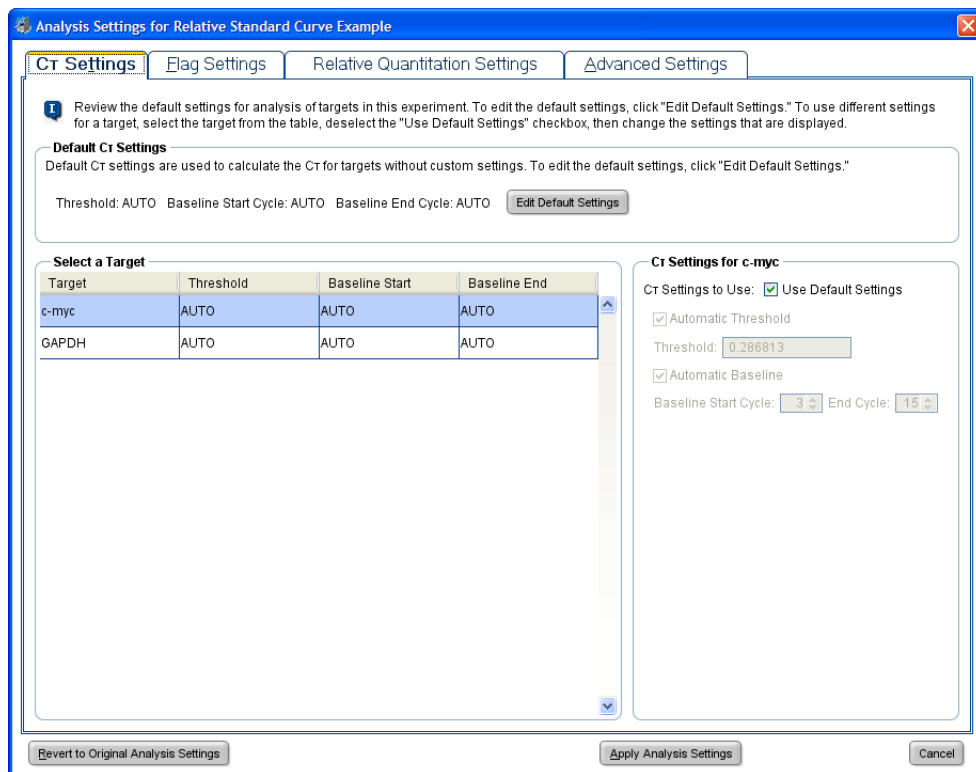 Analysis Settings for Relative Standard Curve Example
Cт Settings
Flag Settings
Relative Quantitation Settings
Advanced Settings
Review the default settings for analysis of targets in this experiment. To edit the default settings, click "Edit Default Settings." To use different settings
for a target, select the target from the table, deselect the "Use Default Settings" checkbox, then change the settings that are displayed.
Default Cт Settings
Default Cт settings are used to calculate the Cт for targets without custom settings. To edit the default settings, click "Edit Default Settings."
Threshold: AUTO Baseline Start Cycle: AUTO Baseline End Cycle: AUTO Edit Default Settings
Select a Target
Target Threshold Baseline Start Baseline End
c-myc AUTO AUTO AUTO
GAPDH AUTO AUTO AUTO
Cт Settings for c-myc
Cт Settings to Use: Use Default Settings
Automatic Threshold
Threshold: 0.286813
Automatic Baseline
Baseline Start Cycle: 3 End Cycle: 15
Revert to Original Analysis Settings
Apply Analysis Settings
Cancel